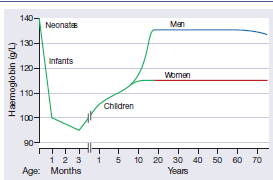 Haemoglobin (g/L)
140
130
120
110
100
90
Neonates
Infants
Children
Men
Women
1 2 3 1 5 10 20 30 40 50 60 70
Age: Months Years